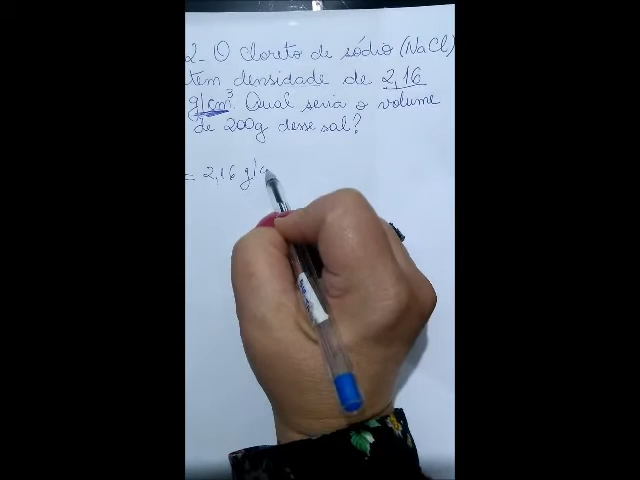 2- O cloreto de sódio (NaCl)
tem densidade de 2,16
g/cm³. Qual seria o volume
de 200g desse sal?
= 2,16 g/c